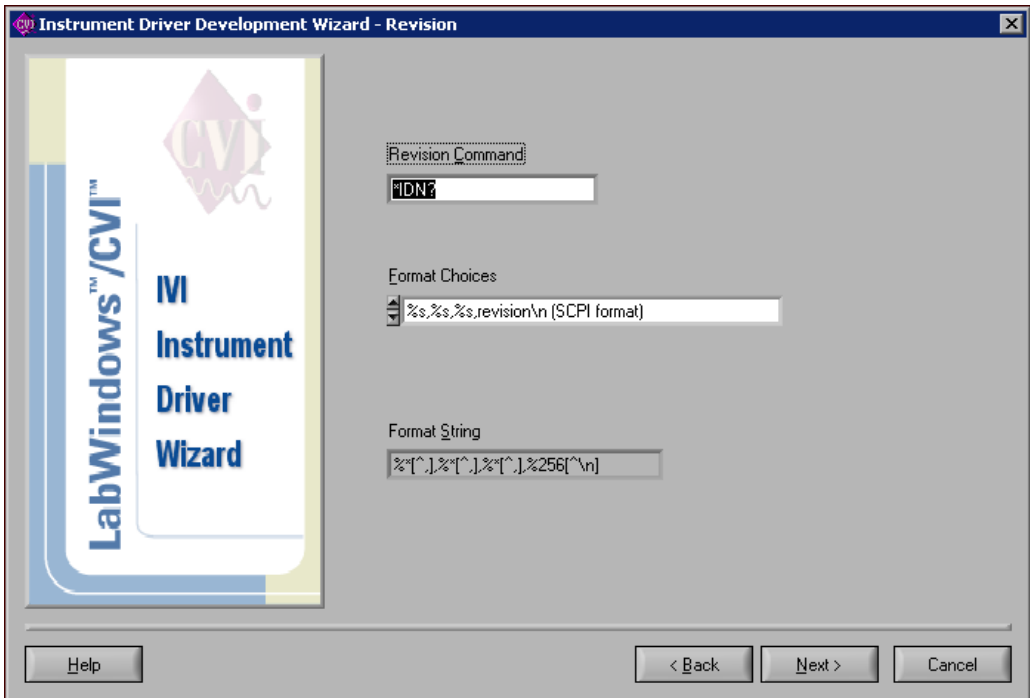 CVI Instrument Driver Development Wizard - Revision
CVI
LabWindows™/CVI™
IVI
Instrument
Driver
Wizard
Revision Command
*IDN?
Format Choices
%s,%s,%s,revision\n (SCPI format)
Format String
%*[^,],%*[^,],%*[^,],%256[^\n]
Help
< Back
Next >
Cancel